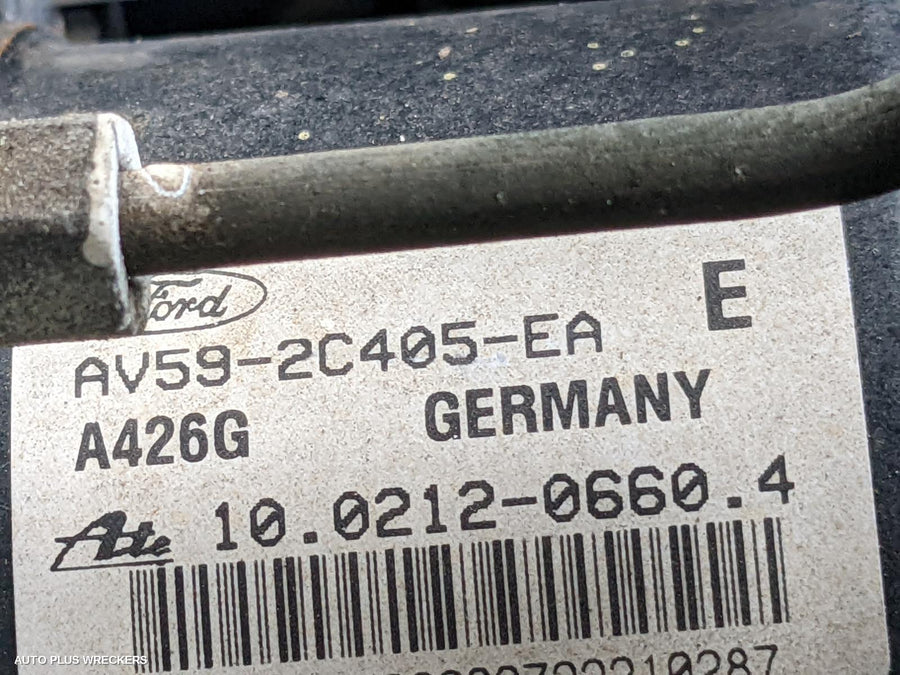 Ford
E
AV59-2C405-EA
A426G GERMANY
Ate 10.0212-0660.4
AUTO PLUS WRECKERS